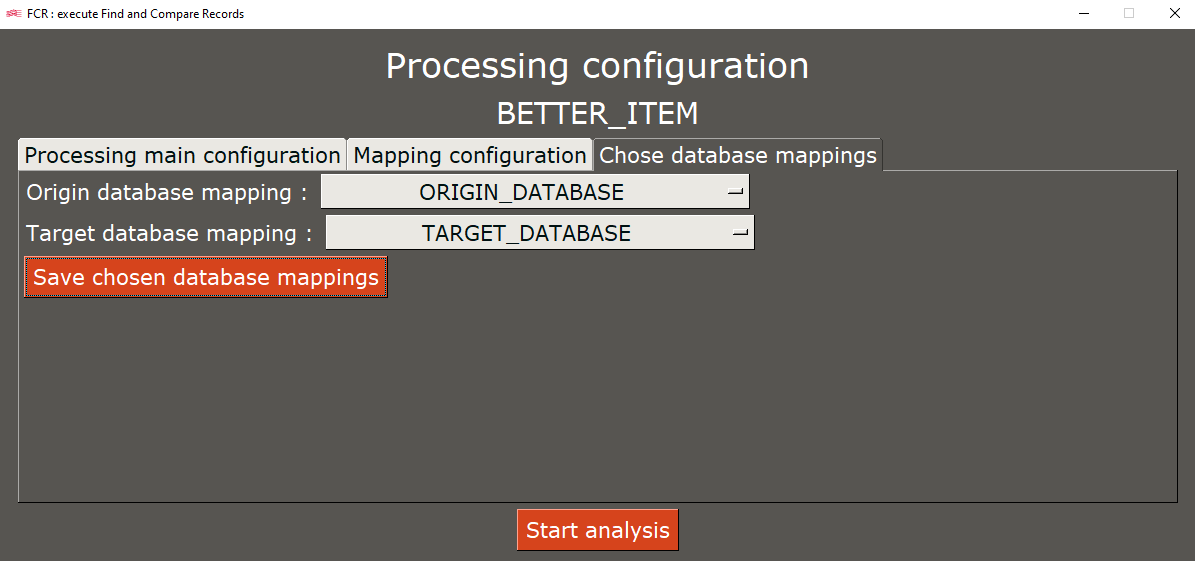 FCR : execute Find and Compare Records
Processing configuration
BETTER_ITEM
Processing main configuration Mapping configuration Chose database mappings
Origin database mapping : ORIGIN_DATABASE
Target database mapping : TARGET_DATABASE
Save chosen database mappings
Start analysis